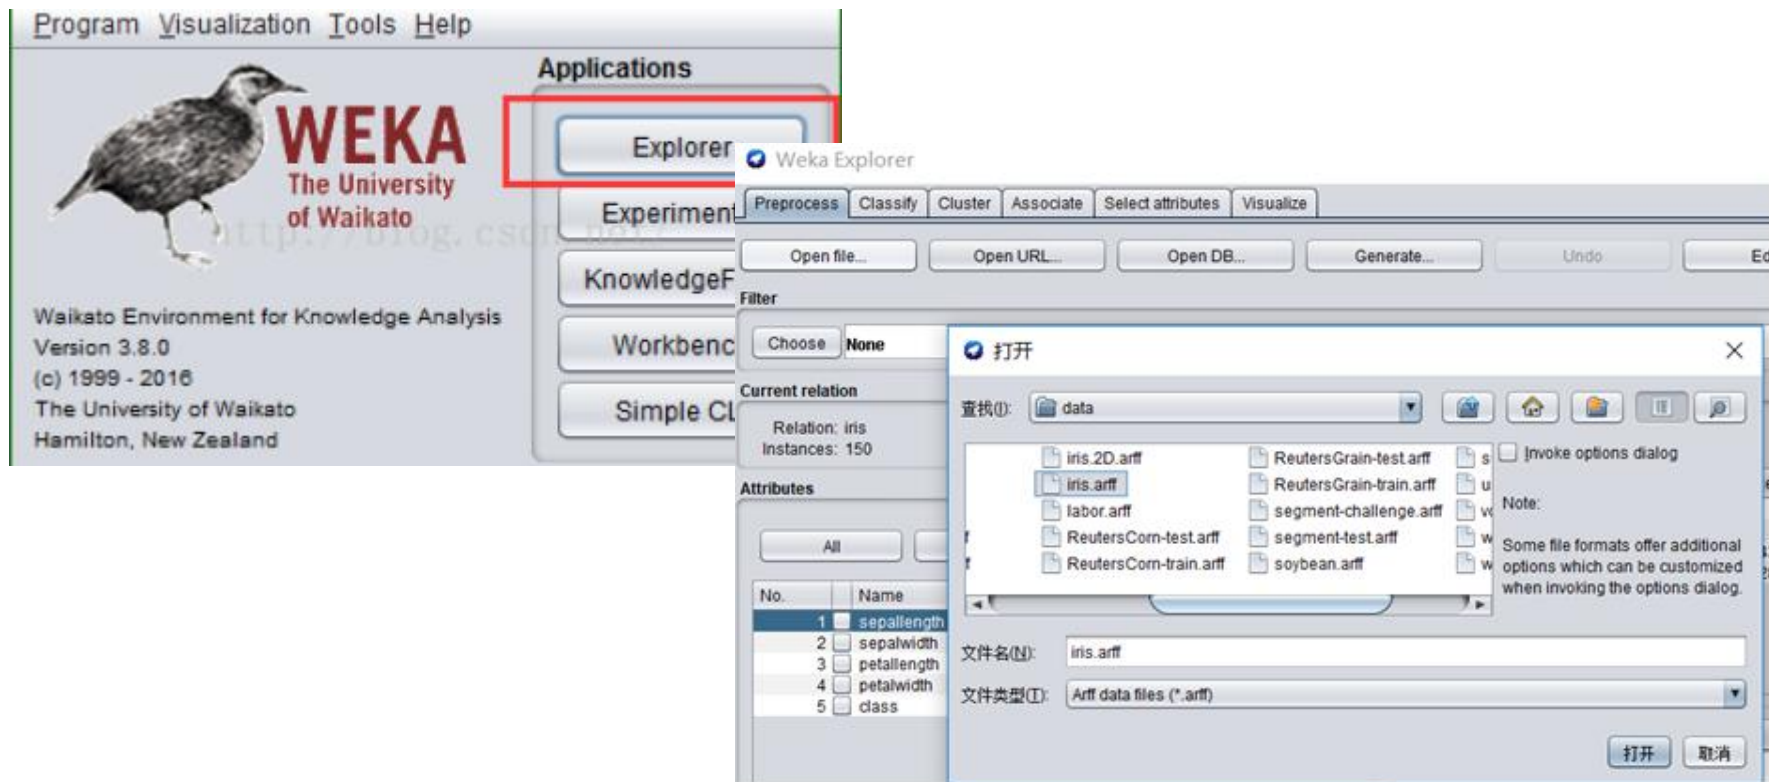 Program Visualization Tools Help
Applications
WEKA
The University
of Waikato
http://blog.csdn.net/
Explorer
Experiment
KnowledgeF
Workbenc
Simple CL
Waikato Environment for Knowledge Analysis
Version 3.8.0
(c) 1999 - 2016
The University of Waikato
Hamilton, New Zealand
Weka Explorer
Preprocess Classify Cluster Associate Select attributes Visualize
Open file... Open URL... Open DB... Generate... Undo Ed
Filter
Choose None
Current relation
Relation: iris
Instances: 150
Attributes
All
No. Name
1 sepallength
2 sepalwidth
3 petallength
4 petalwidth
5 class
打开
查找(I): data
iris.2D.arff ReutersGrain-test.arff s
iris.arff ReutersGrain-train.arff u
labor.arff segment-challenge.arff vo
f ReutersCorn-test.arff segment-test.arff w
f ReutersCorn-train.arff soybean.arff w
Invoke options dialog
Note:
Some file formats offer additional
options which can be customized
when invoking the options dialog.
文件名(N): iris.arff
文件类型(T): Arff data files (*.arff)
打开 取消